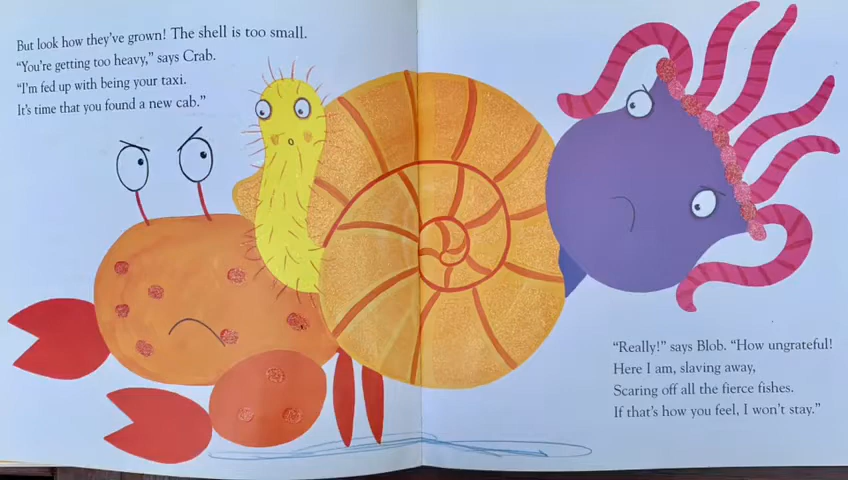 But look how they've grown! The shell is too small.
"You're getting too heavy," says Crab.
"I'm fed up with being your taxi.
It's time that you found a new cab."
"Really!" says Blob. "How ungrateful!
Here I am, slaving away,
Scaring off all the fierce fishes.
If that's how you feel, I won't stay."